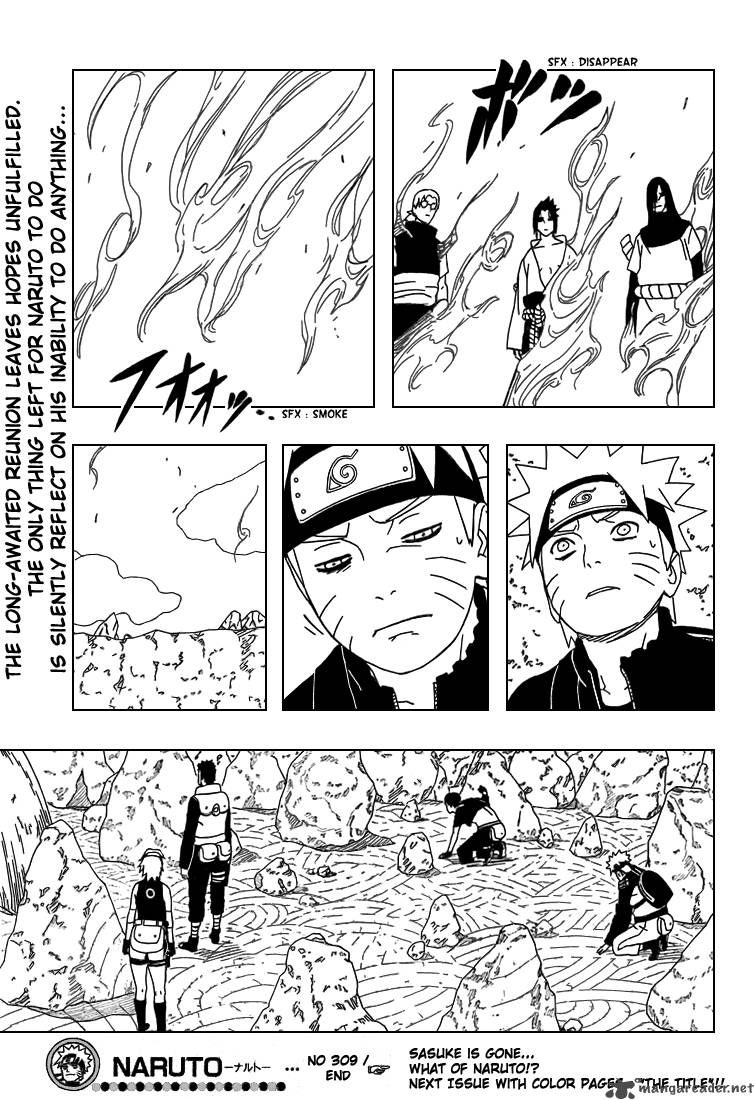 SFX : DISAPPEAR
ボッ
フオオッ...
SFX : SMOKE
THE LONG-AWAITED REUNION LEAVES HOPES UNFULFILLED.
THE ONLY THING LEFT FOR NARUTO TO DO
IS SILENTLY REFLECT ON HIS INABILITY TO DO ANYTHING...
NARUTO -ナルト- ... NO 309 / END
SASUKE IS GONE...
WHAT OF NARUTO!?
NEXT ISSUE WITH COLOR PAGES, "THE TITLE"!!
mangareader.net